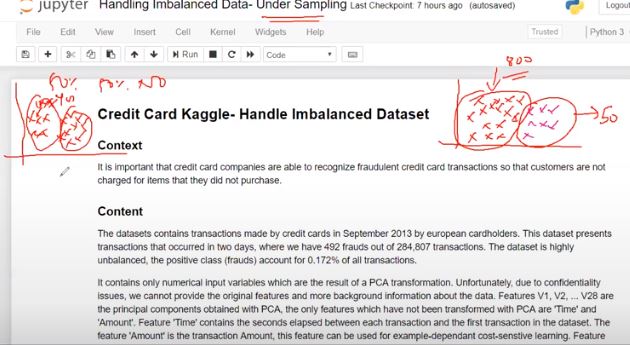 jupyter Handling Imbalanced Data- Under Sampling Last Checkpoint: 7 hours ago (autosaved) Logout
File Edit View Insert Cell Kernel Widgets Help Trusted Python 3
Run Code
800
50% 50% NO
50
Credit Card Kaggle- Handle Imbalanced Dataset
Context
It is important that credit card companies are able to recognize fraudulent credit card transactions so that customers are not
charged for items that they did not purchase.
Content
The datasets contains transactions made by credit cards in September 2013 by european cardholders. This dataset presents
transactions that occurred in two days, where we have 492 frauds out of 284,807 transactions. The dataset is highly
unbalanced, the positive class (frauds) account for 0.172% of all transactions.
It contains only numerical input variables which are the result of a PCA transformation. Unfortunately, due to confidentiality
issues, we cannot provide the original features and more background information about the data. Features V1, V2, ... V28 are
the principal components obtained with PCA, the only features which have not been transformed with PCA are 'Time' and
'Amount'. Feature 'Time' contains the seconds elapsed between each transaction and the first transaction in the dataset. The
feature 'Amount' is the transaction Amount, this feature can be used for example-dependant cost-senstive learning. Feature